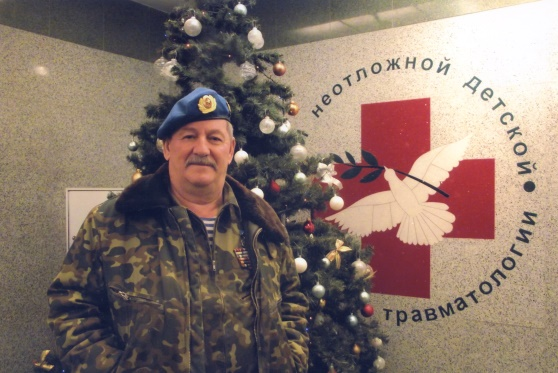 неотложной детской
травматологии